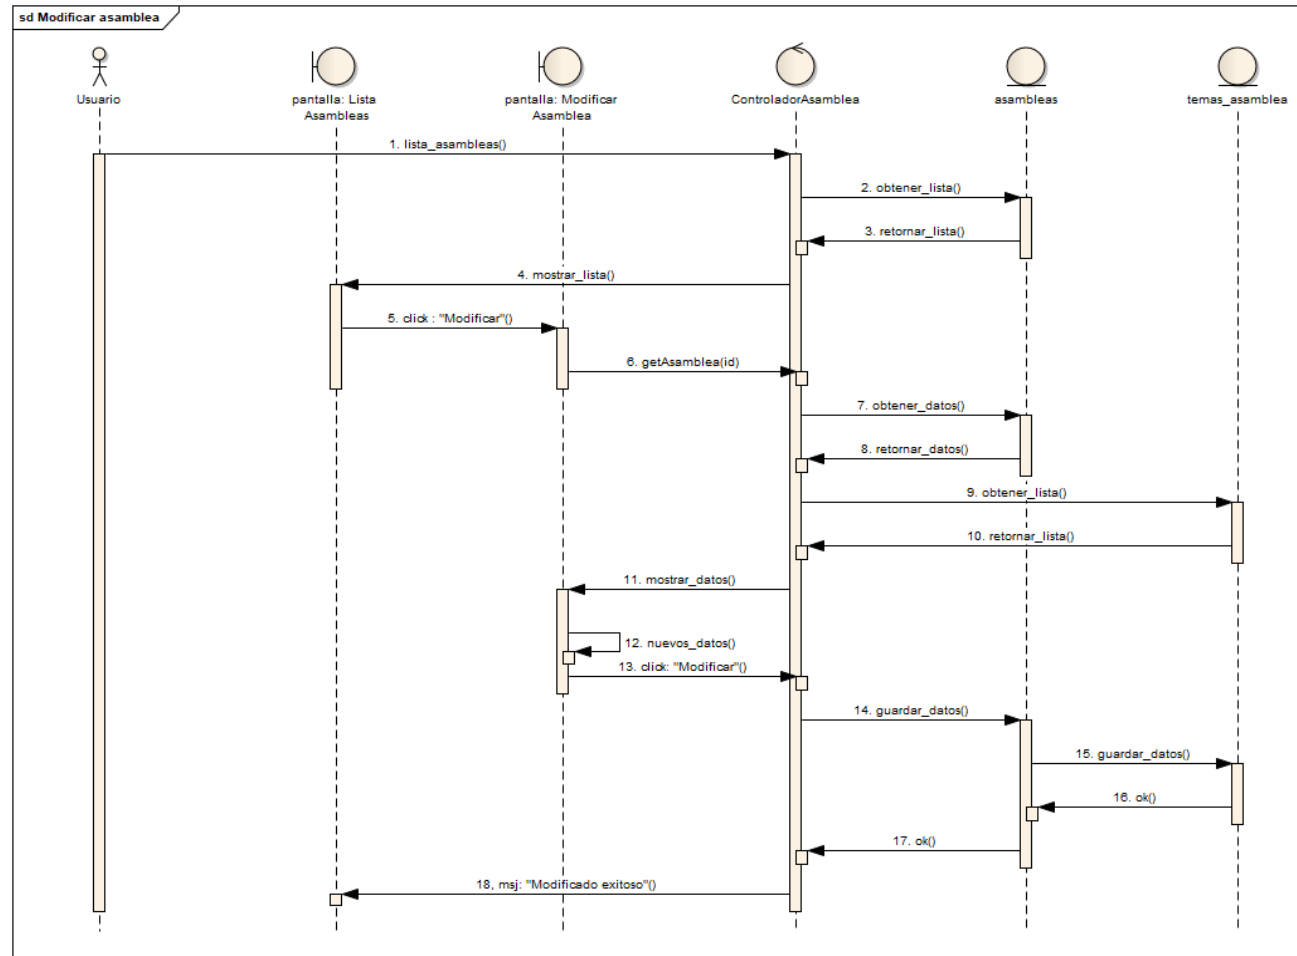 sd Modificar asamblea
Usuario
pantalla: Lista
Asambleas
pantalla: Modificar
Asamblea
ControladorAsamblea
asambleas
temas_asamblea
1. lista_asambleas()
2. obtener_lista()
3. retornar_lista()
4. mostrar_lista()
5. click : "Modificar"()
6. getAsamblea(id)
7. obtener_datos()
8. retornar_datos()
9. obtener_lista()
10. retornar_lista()
11. mostrar_datos()
12. nuevos_datos()
13. click: "Modificar"()
14. guardar_datos()
15. guardar_datos()
16. ok()
17. ok()
18, msj: "Modificado exitoso"()